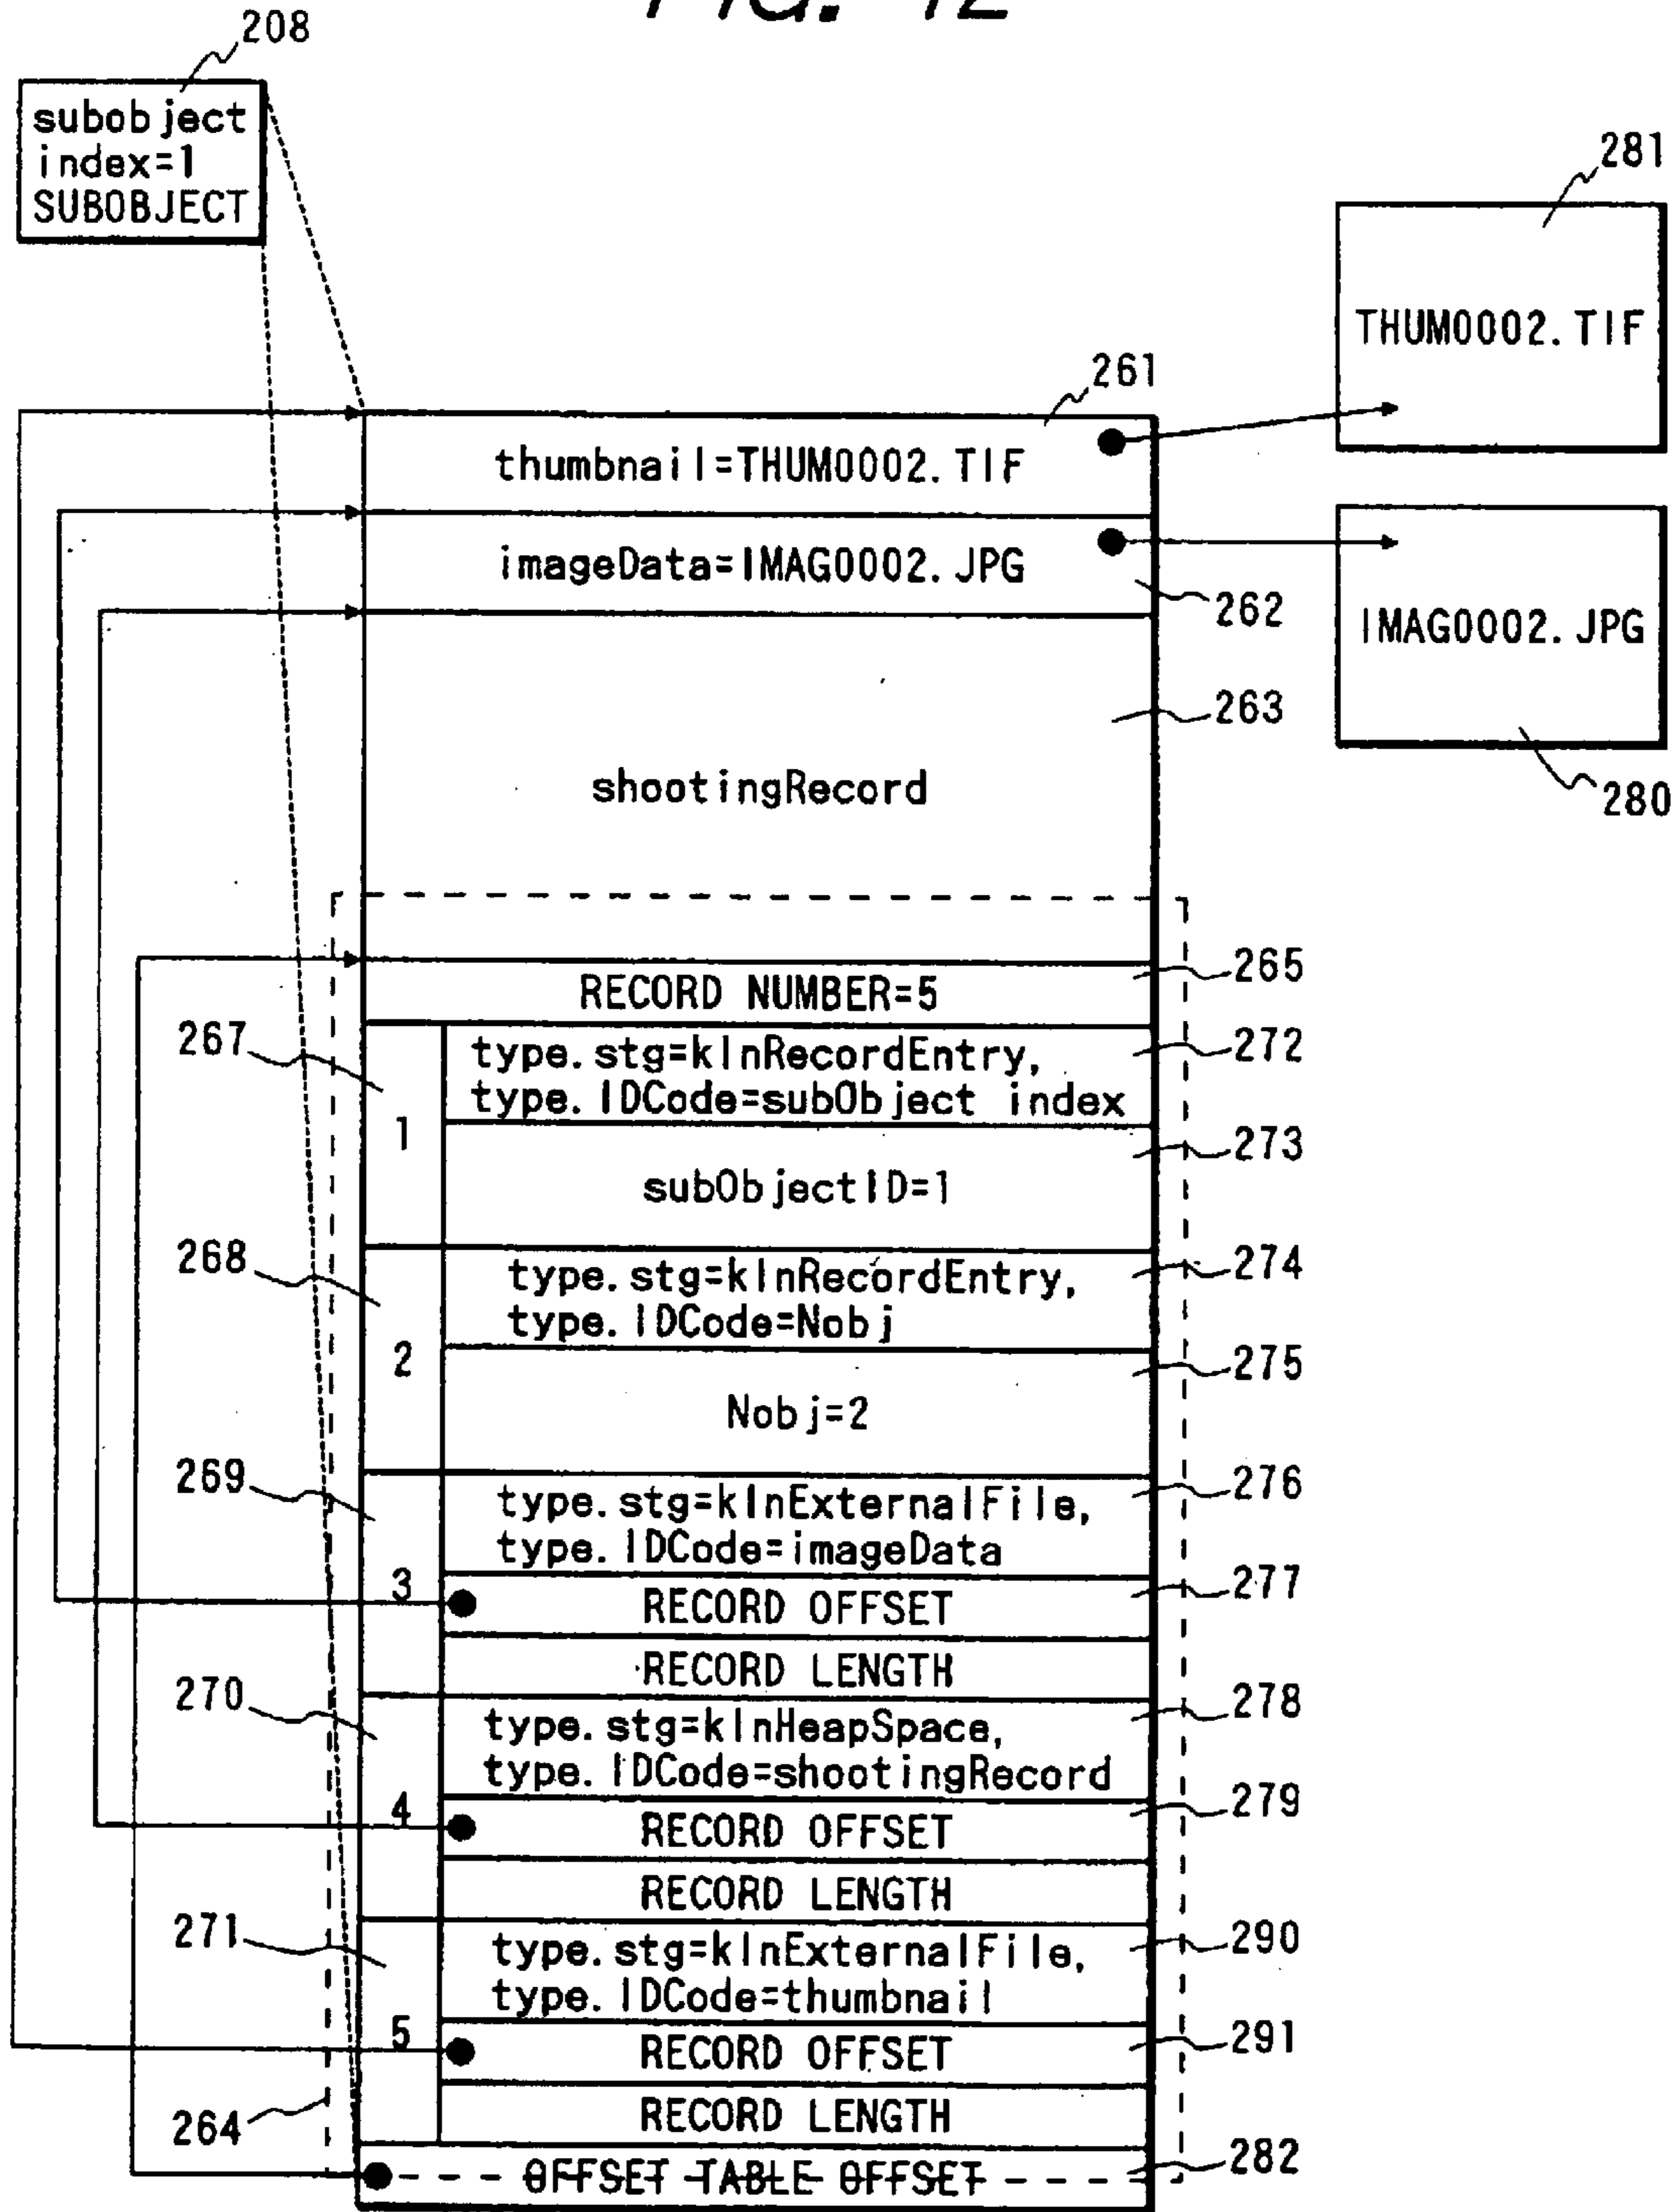 FIG. 12
208
subobject
index=1
SUBOBJECT
281
THUM0002.TIF
261
thumbnail=THUM0002.TIF
imageData=IMAG0002.JPG
262
IMAG0002.JPG
263
shootingRecord
280
265
RECORD NUMBER=5
267
272
type.stg=kInRecordEntry,
type.IDCode=subObject index
1
273
subObjectID=1
268
274
type.stg=kInRecordEntry,
type.IDCode=Nobj
2
275
Nobj=2
269
276
type.stg=kInExternalFile,
type.IDCode=imageData
3
277
RECORD OFFSET
RECORD LENGTH
270
278
type.stg=kInHeapSpace,
type.IDCode=shootingRecord
4
279
RECORD OFFSET
RECORD LENGTH
271
290
type.stg=kInExternalFile,
type.IDCode=thumbnail
5
291
RECORD OFFSET
RECORD LENGTH
264
OFFSET TABLE OFFSET
282